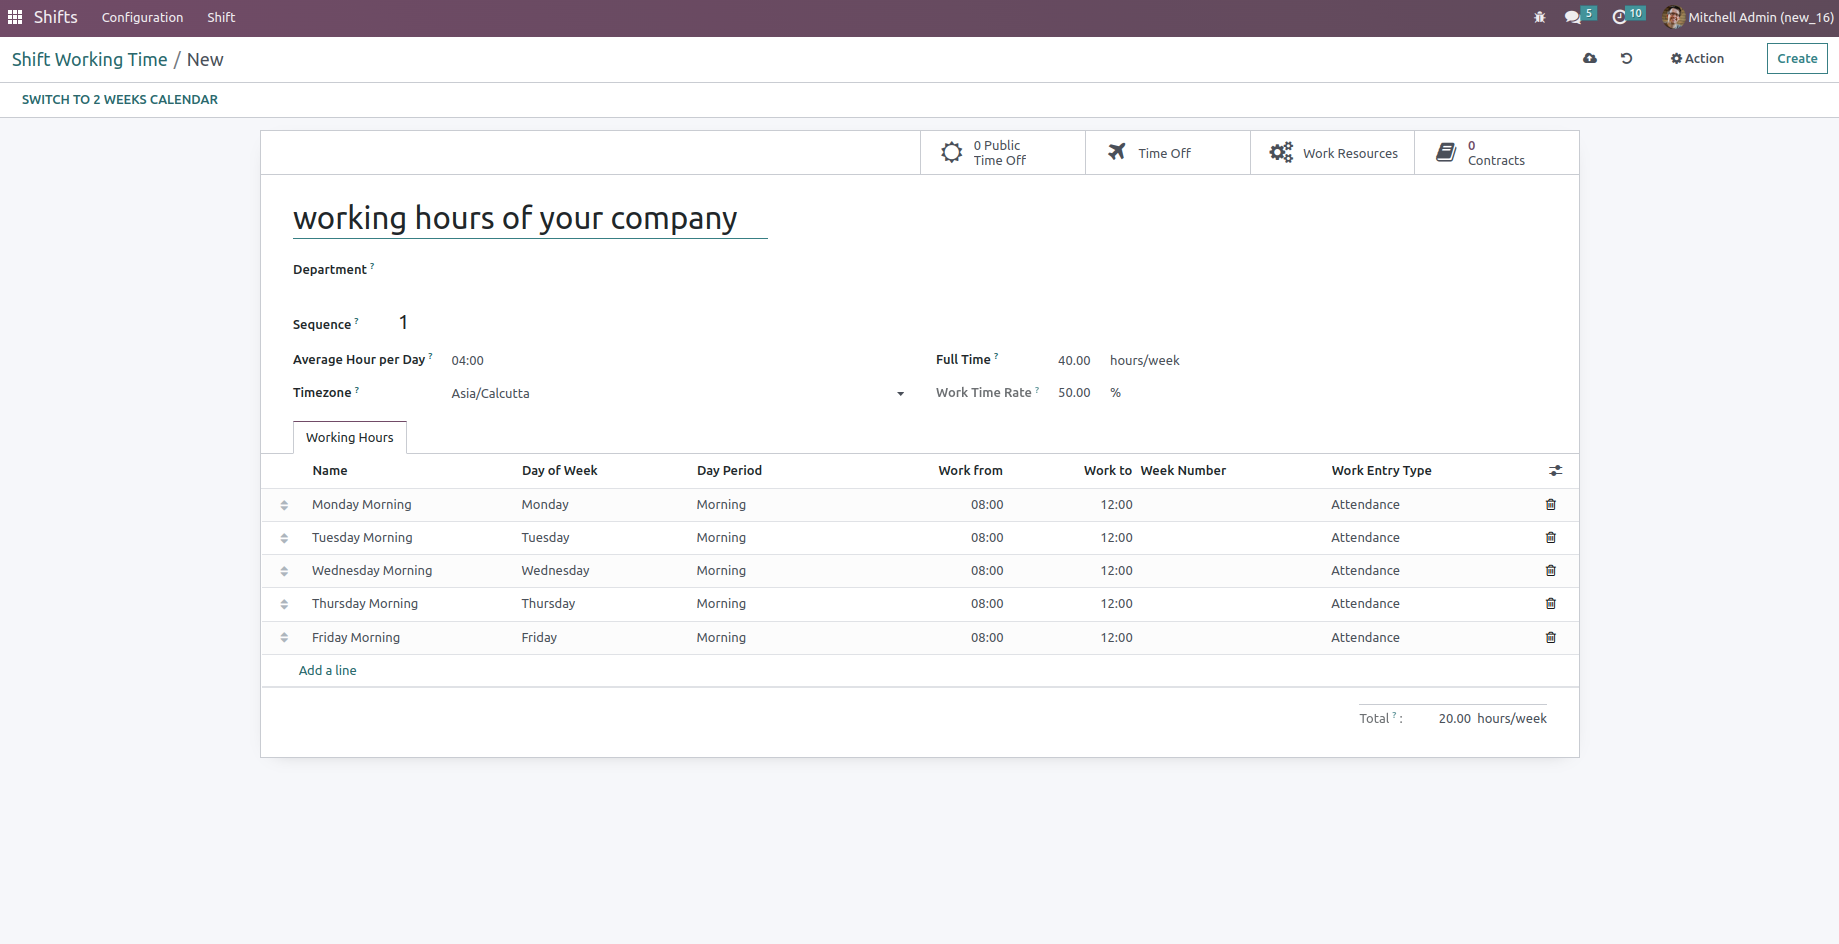 Shifts Configuration Shift 5 10 Mitchell Admin (new_16)
Shift Working Time / New Action Create
SWITCH TO 2 WEEKS CALENDAR
0 Public Time Off Time Off Work Resources 0 Contracts
working hours of your company
Department ?
Sequence ? 1
Average Hour per Day ? 04:00 Full Time ? 40.00 hours/week
Timezone ? Asia/Calcutta Work Time Rate ? 50.00 %
Working Hours
Name Day of Week Day Period Work from Work to Week Number Work Entry Type
Monday Morning Monday Morning 08:00 12:00 Attendance
Tuesday Morning Tuesday Morning 08:00 12:00 Attendance
Wednesday Morning Wednesday Morning 08:00 12:00 Attendance
Thursday Morning Thursday Morning 08:00 12:00 Attendance
Friday Morning Friday Morning 08:00 12:00 Attendance
Add a line
Total ? : 20.00 hours/week